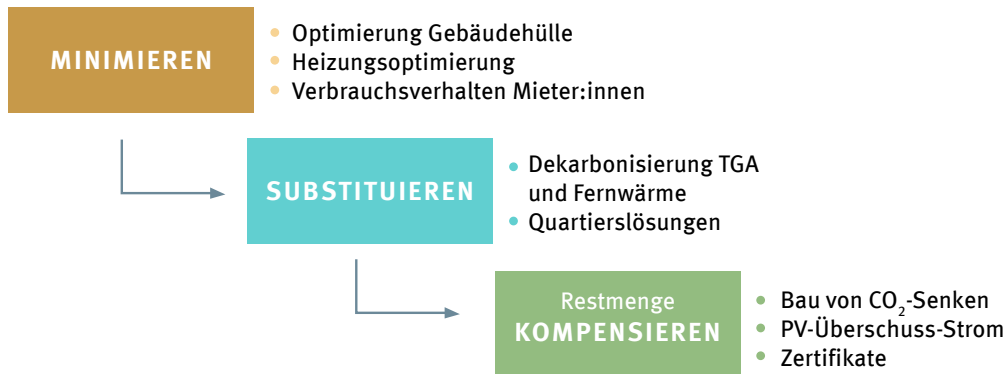 MINIMIEREN
• Optimierung Gebäudehülle
• Heizungsoptimierung
• Verbrauchsverhalten Mieter:innen
SUBSTITUIEREN
• Dekarbonisierung TGA
und Fernwärme
• Quartierslösungen
Restmenge
KOMPENSIEREN
• Bau von CO₂-Senken
• PV-Überschuss-Strom
• Zertifikate